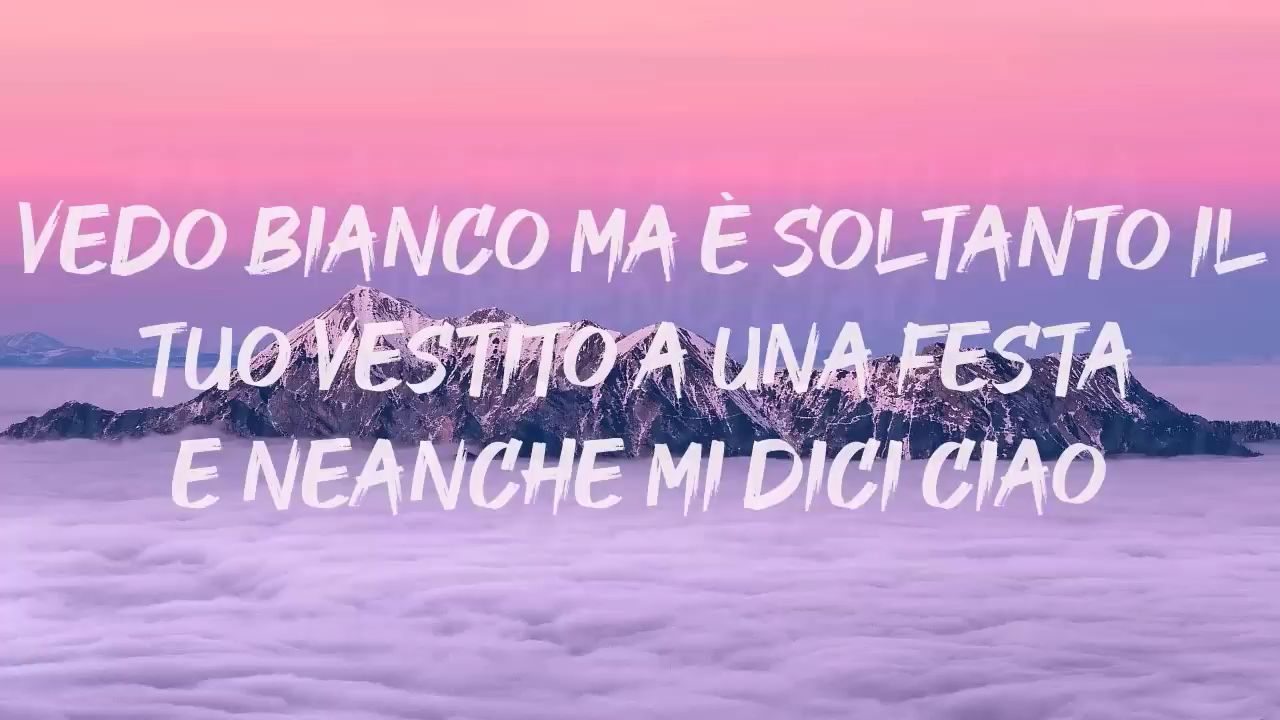 VEDO BIANCO MA È SOLTANTO IL
TUO VESTITO A UNA FESTA
E NEANCHE MI DICI CIAO